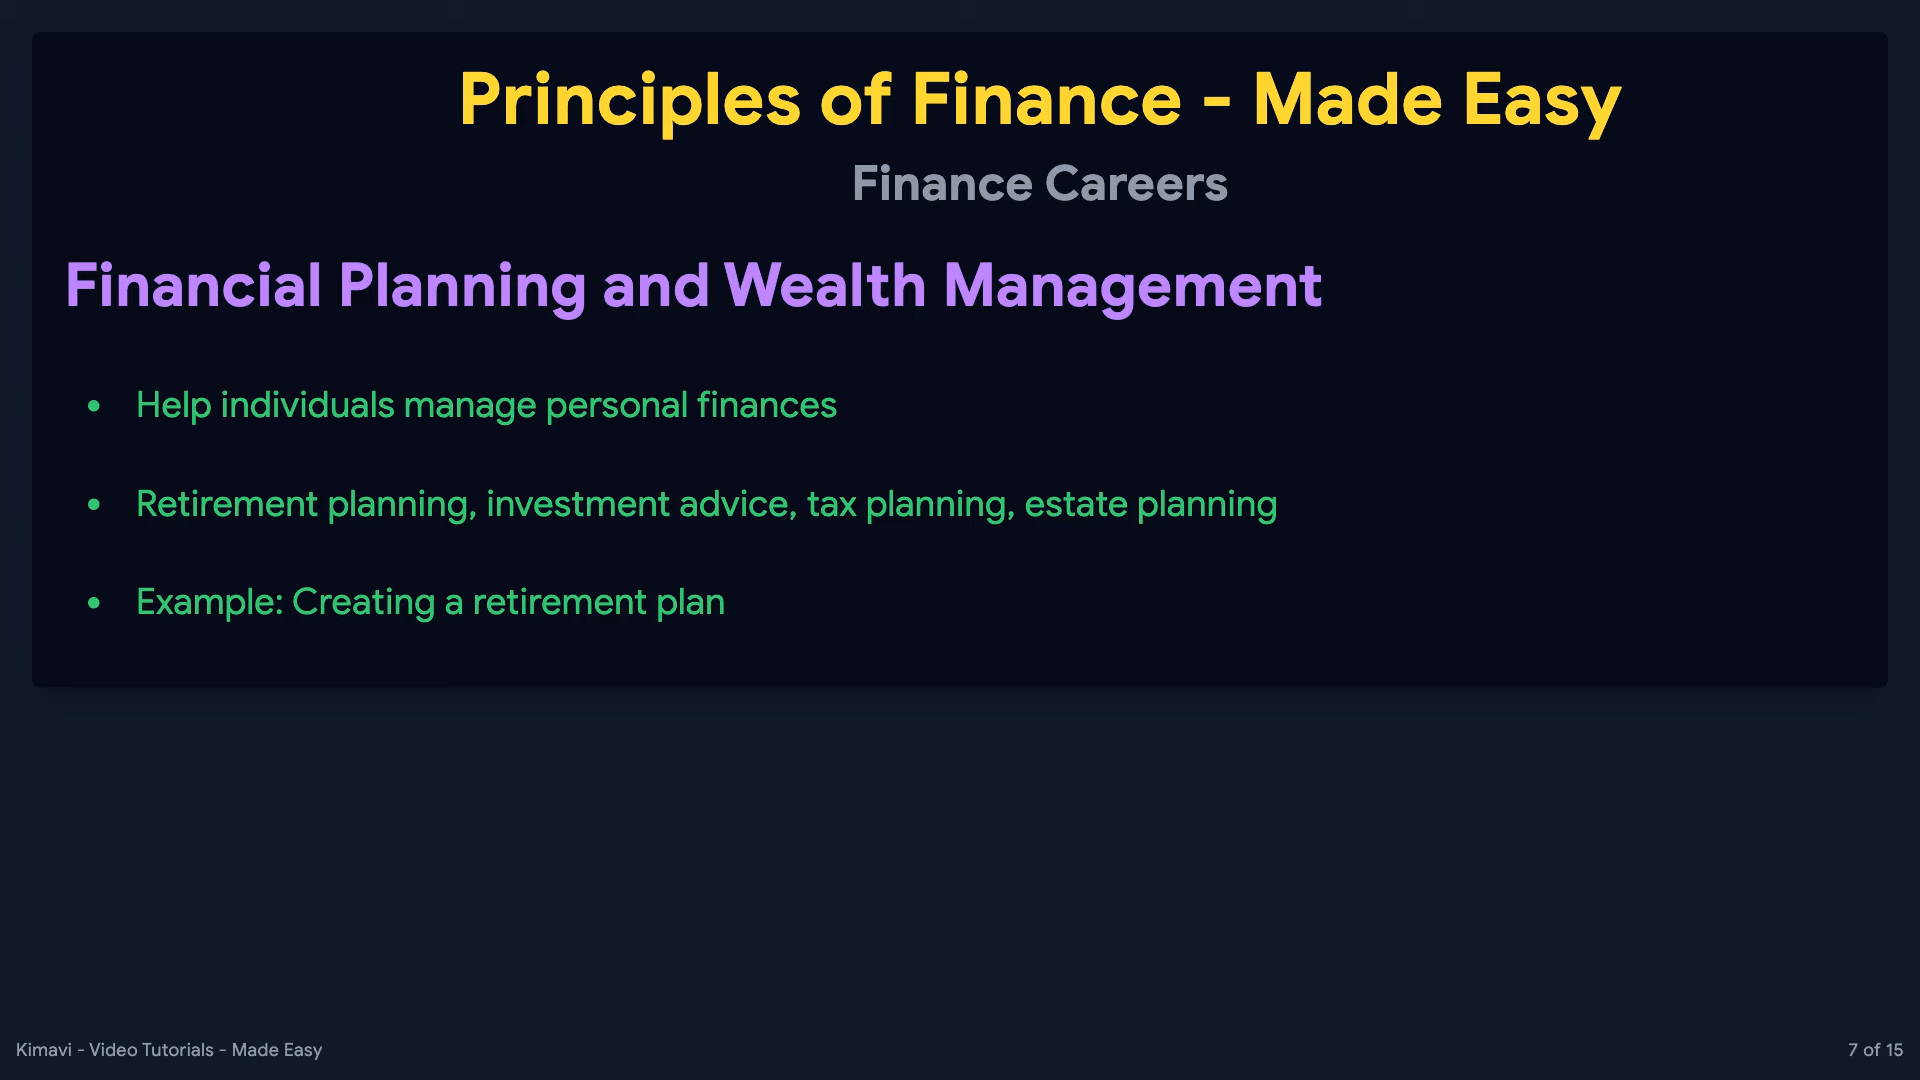 Principles of Finance - Made Easy
Finance Careers
Financial Planning and Wealth Management
• Help individuals manage personal finances
• Retirement planning, investment advice, tax planning, estate planning
• Example: Creating a retirement plan
Kimavi - Video Tutorials - Made Easy
7 of 15